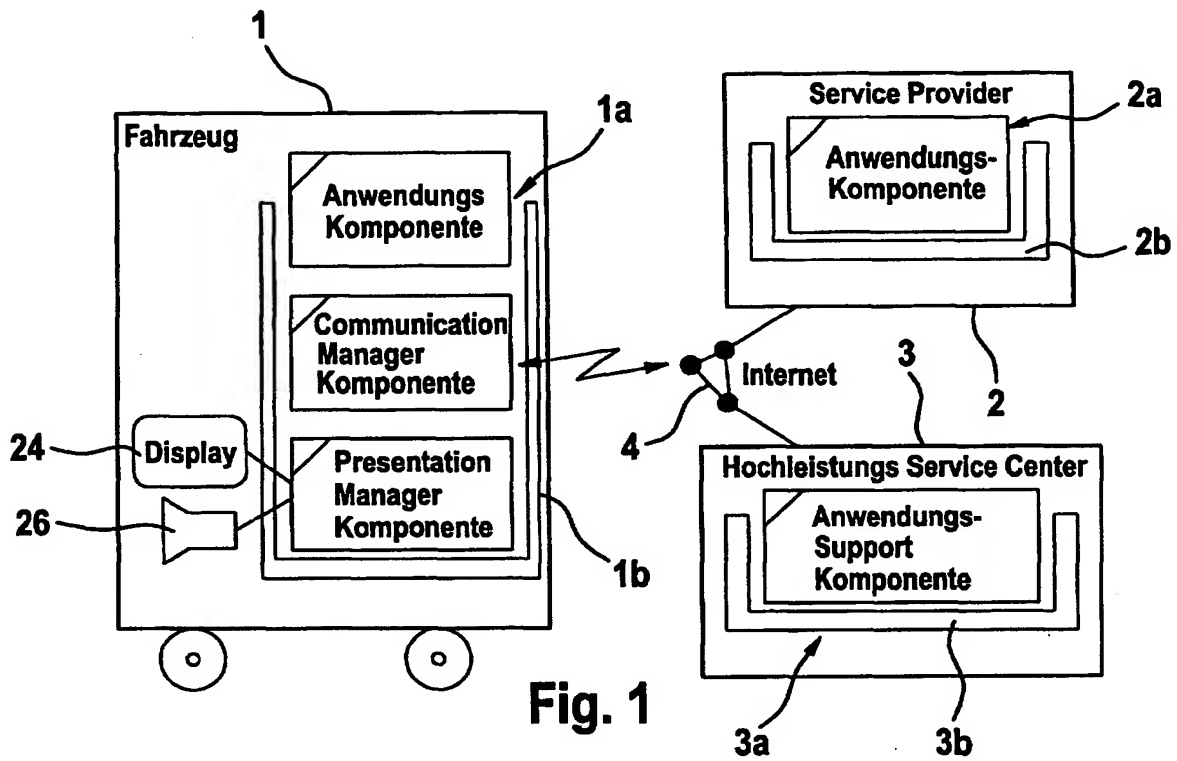 1
Fahrzeug
1a
Anwendungs
Komponente
Communication
Manager
Komponente
24
Display
26
Presentation
Manager
Komponente
1b
Service Provider
2a
Anwendungs-
Komponente
2b
2
Internet
4
3
Hochleistungs Service Center
Anwendungs-
Support
Komponente
3a
3b
Fig. 1